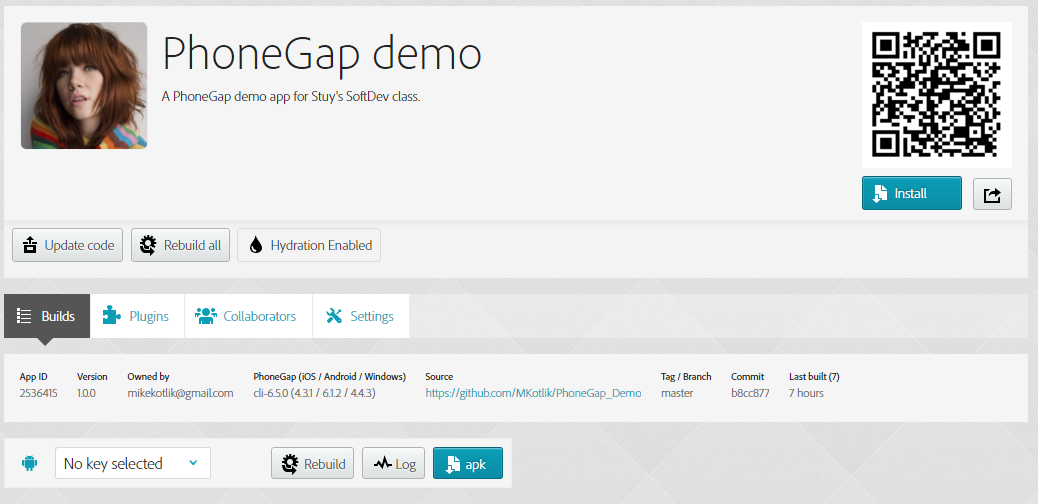 PhoneGap demo
A PhoneGap demo app for Stuy's SoftDev class.
Install
Update code
Rebuild all
Hydration Enabled
Builds
Plugins
Collaborators
Settings
App ID Version Owned by PhoneGap (iOS / Android / Windows) Source Tag / Branch Commit Last built (7)
2536415 1.0.0 mikekotlik@gmail.com cli-6.5.0 (4.3.1 / 6.1.2 / 4.4.3) https://github.com/MKotlik/PhoneGap_Demo master b8cc877 7 hours
No key selected
Rebuild
Log
apk